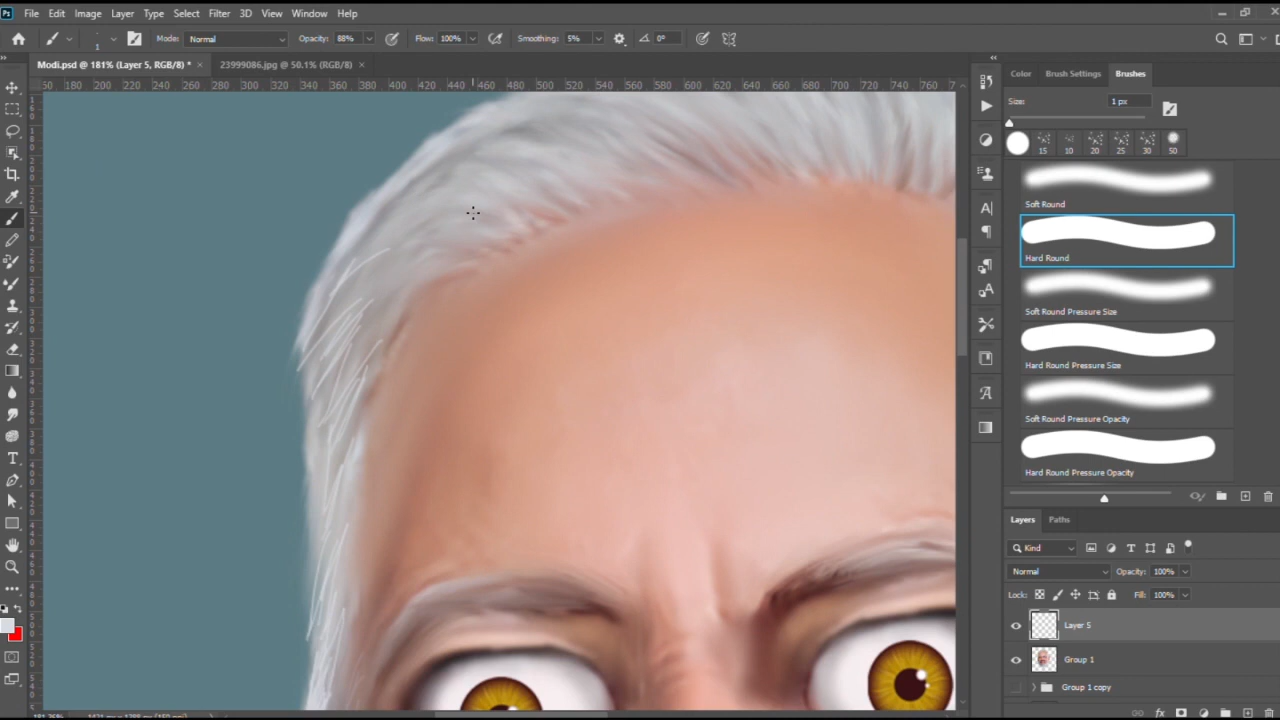 Ps File Edit Image Layer Type Select Filter 3D View Window Help
1 Mode: Normal Opacity: 88% Flow: 100% Smoothing: 5% 0°
Modi.psd @ 181% (Layer 5, RGB/8) * × 23999086.jpg @ 50.1% (RGB/8) ×
180 200 220 240 260 280 300 320 340 360 380 400 420 440 460 480 500 520 540 560 580 600 620 640 660 680 700 720 740 760
Color Brush Settings Brushes
Size: 1 px
15 10 20 25 30 50
Soft Round
Hard Round
Soft Round Pressure Size
Hard Round Pressure Size
Soft Round Pressure Opacity
Hard Round Pressure Opacity
Layers Paths
Kind
Normal Opacity: 100%
Lock: Fill: 100%
Layer 5
Group 1
Group 1 copy